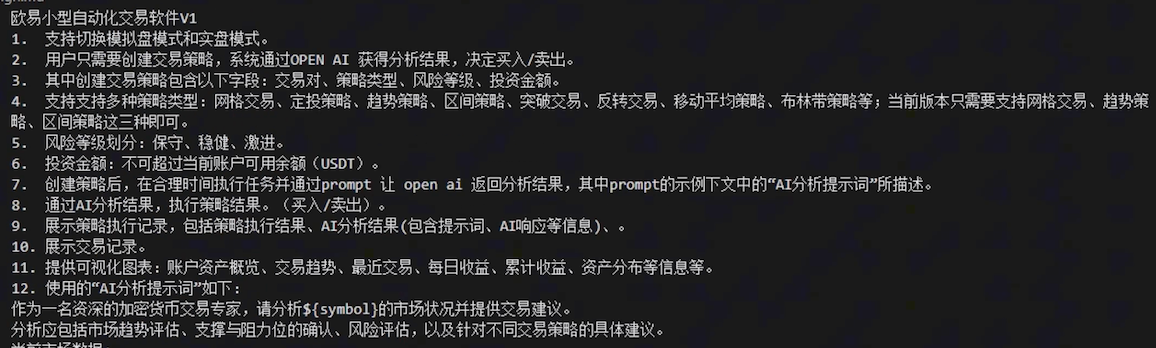 欧易小型自动化交易软件V1
1. 支持切换模拟盘模式和实盘模式。
2. 用户只需要创建交易策略，系统通过OPEN AI 获得分析结果，决定买入/卖出。
3. 其中创建交易策略包含以下字段：交易对、策略类型、风险等级、投资金额。
4. 支持支持多种策略类型：网格交易、定投策略、趋势策略、区间策略、突破交易、反转交易、移动平均策略、布林带策略等；当前版本只需要支持网格交易、趋势策
略、区间策略这三种即可。
5. 风险等级划分：保守、稳健、激进。
6. 投资金额：不可超过当前账户可用余额（USDT）。
7. 创建策略后，在合理时间执行任务并通过prompt 让 open ai 返回分析结果，其中prompt的示例下文中的“AI分析提示词”所描述。
8. 通过AI分析结果，执行策略结果。（买入/卖出）。
9. 展示策略执行记录，包括策略执行结果、AI分析结果(包含提示词、AI响应等信息)、。
10. 展示交易记录。
11. 提供可视化图表：账户资产概览、交易趋势、最近交易、每日收益、累计收益、资产分布等信息等。
12. 使用的“AI分析提示词”如下：
作为一名资深的加密货币交易专家，请分析${symbol}的市场状况并提供交易建议。
分析应包括市场趋势评估、支撑与阻力位的确认、风险评估，以及针对不同交易策略的具体建议。
当前市场数据：